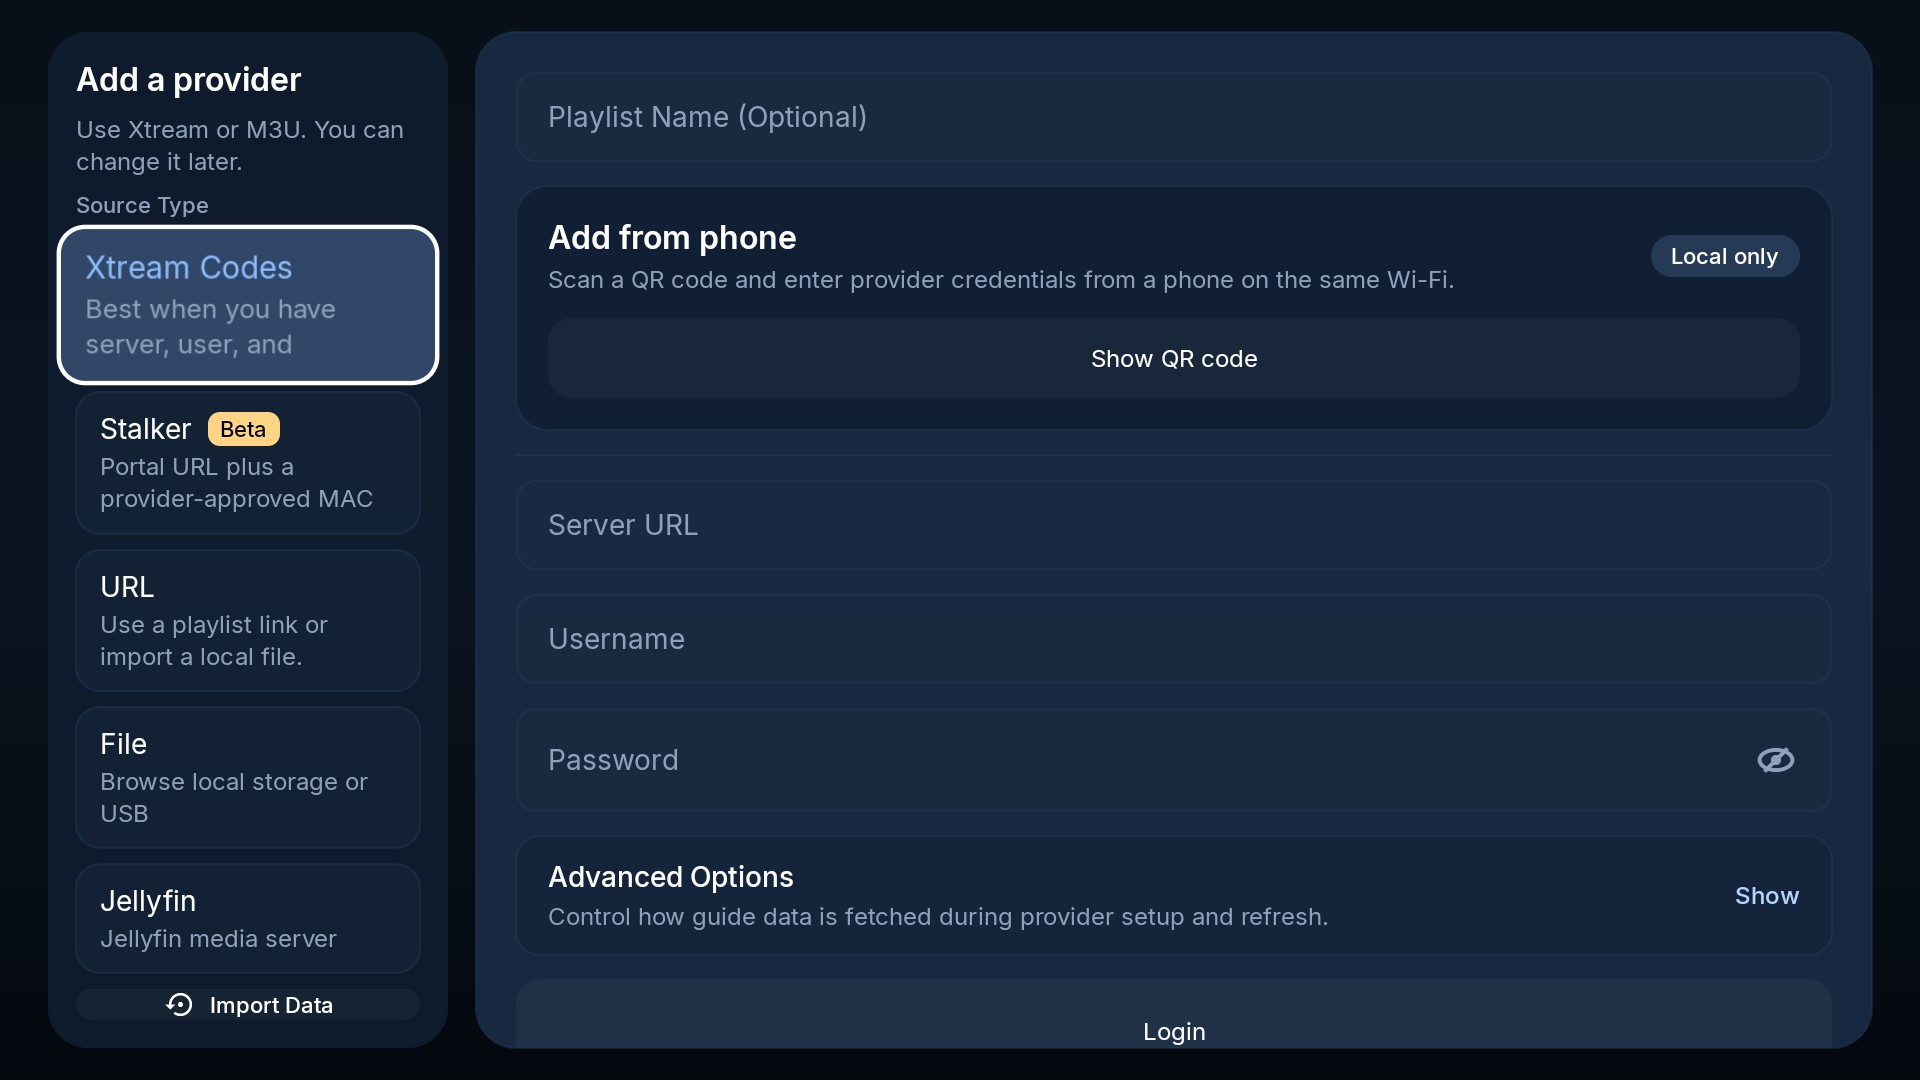 Add a provider
Use Xtream or M3U. You can
change it later.
Source Type
Xtream Codes
Best when you have
server, user, and
Stalker Beta
Portal URL plus a
provider-approved MAC
URL
Use a playlist link or
import a local file.
File
Browse local storage or
USB
Jellyfin
Jellyfin media server
Import Data
Playlist Name (Optional)
Add from phone
Scan a QR code and enter provider credentials from a phone on the same Wi-Fi.
Local only
Show QR code
Server URL
Username
Password
Advanced Options
Control how guide data is fetched during provider setup and refresh.
Show
Login